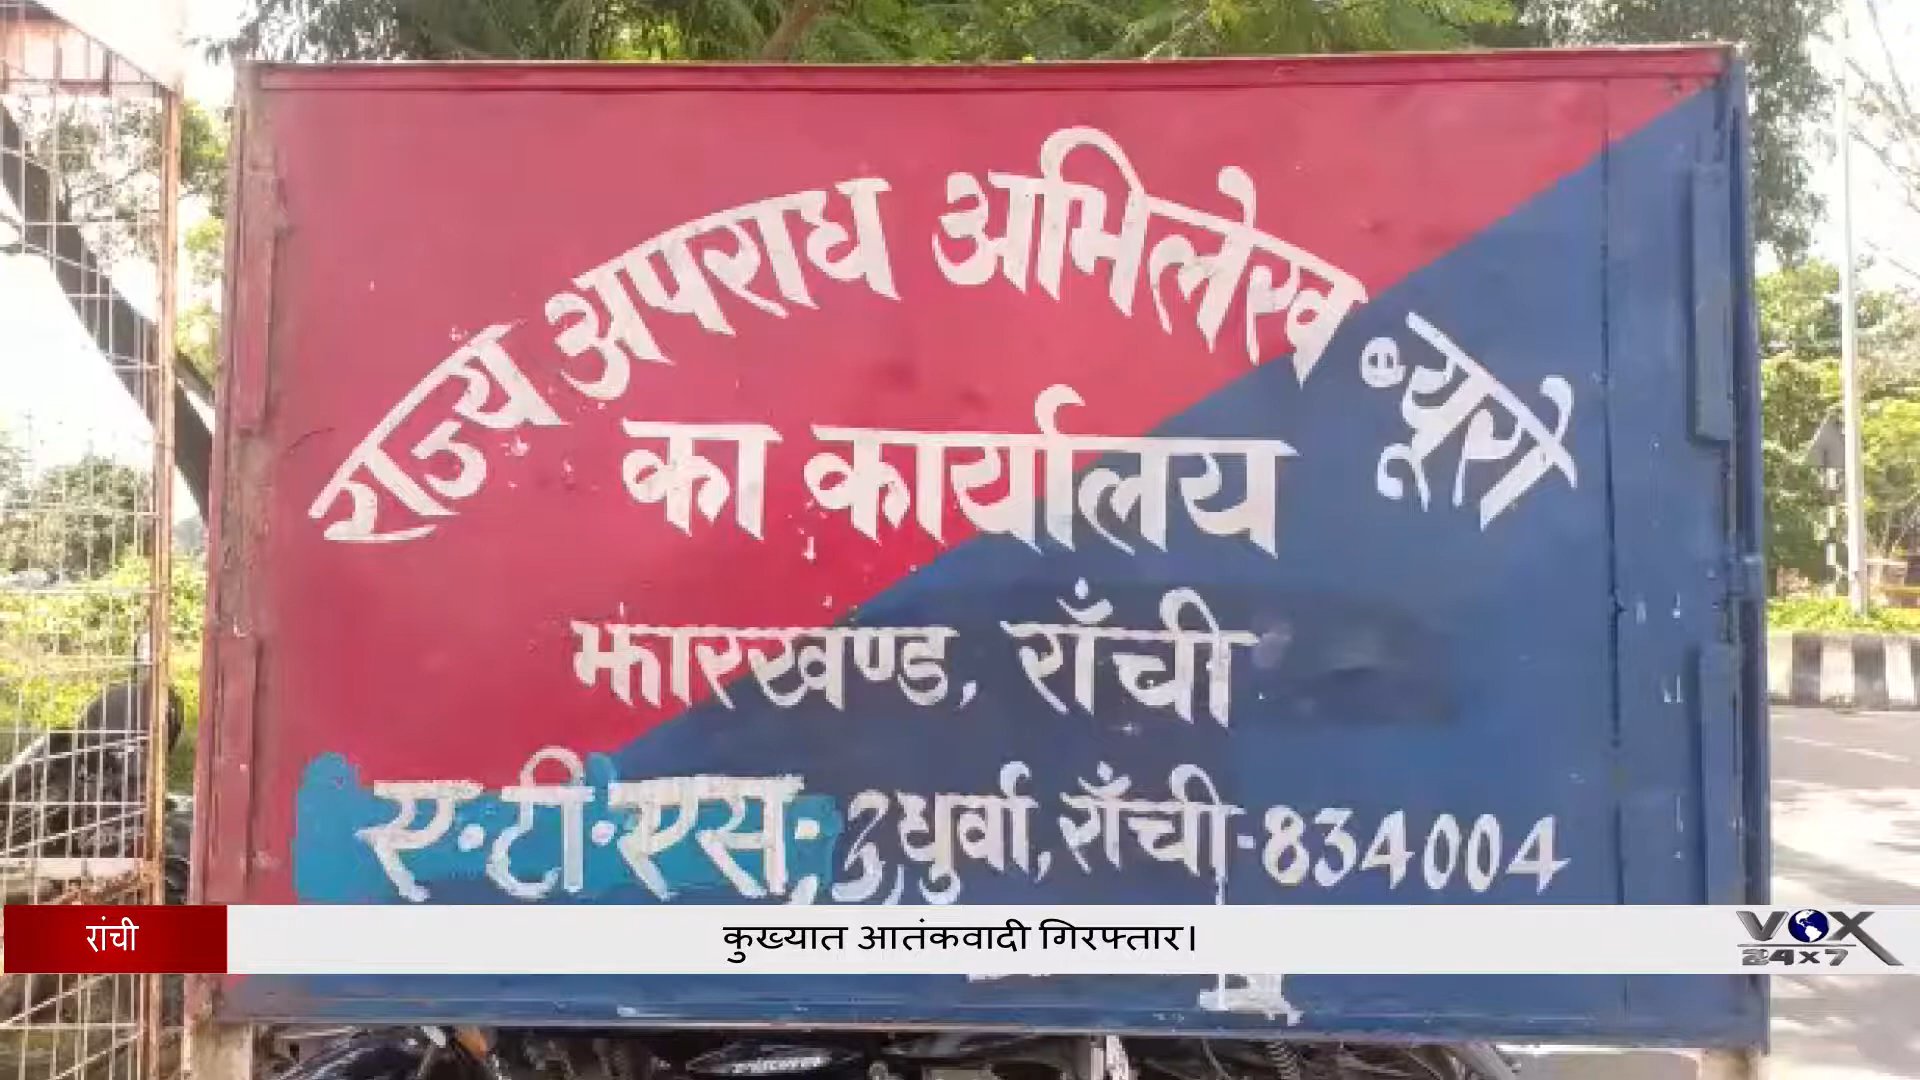 राज्य अपराध अभिलेख ब्यूरो
का कार्यालय
झारखण्ड, राँची
ए॰टी॰एस॰, धुर्वा, राँची-834004
रांची
कुख्यात आतंकवादी गिरफ्तार।
VOX
24x7